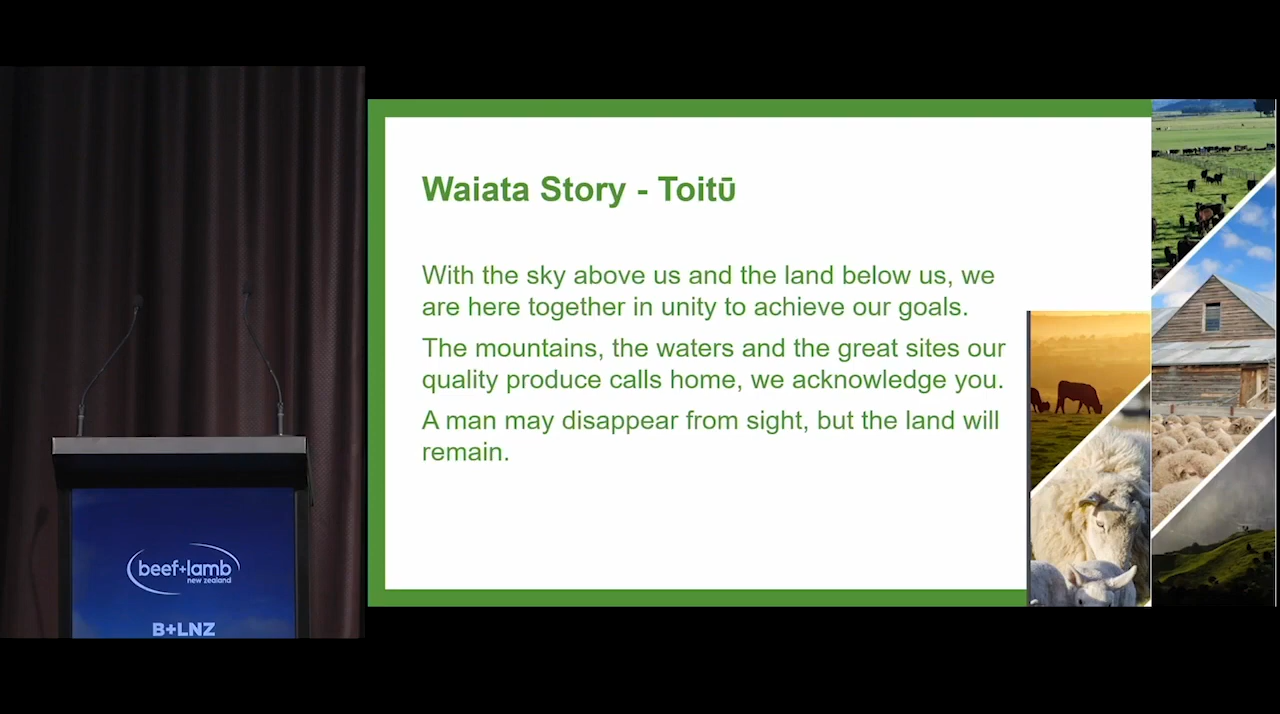 Waiata Story - Toitū
With the sky above us and the land below us, we
are here together in unity to achieve our goals.
The mountains, the waters and the great sites our
quality produce calls home, we acknowledge you.
A man may disappear from sight, but the land will
remain.
beef+lamb
new zealand
B+LNZ